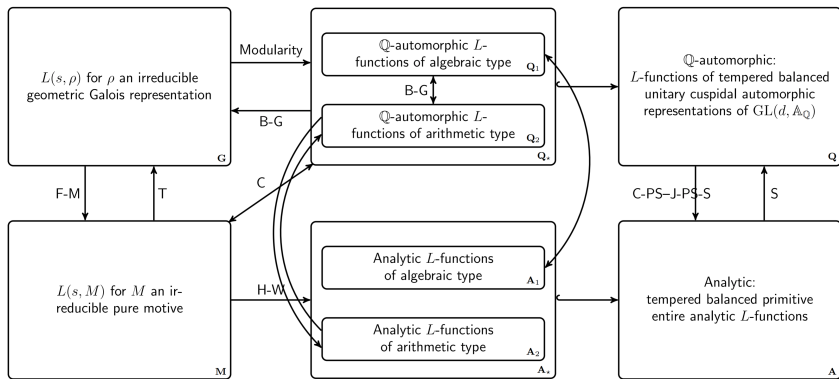 L(s, ρ) for ρ an irreducible
geometric Galois representation
G
Modularity
B-G
ℚ-automorphic L-
functions of algebraic type
Q₁
B-G
ℚ-automorphic L-
functions of arithmetic type
Q₂
Q⋆
ℚ-automorphic:
L-functions of tempered balanced
unitary cuspidal automorphic
representations of GL(d, 𝔸_ℚ)
Q
F-M
T
C
C-PS–J-PS-S
S
L(s, M) for M an ir-
reducible pure motive
M
H-W
Analytic L-functions
of algebraic type
A₁
Analytic L-functions
of arithmetic type
A₂
A⋆
Analytic:
tempered balanced primitive
entire analytic L-functions
A